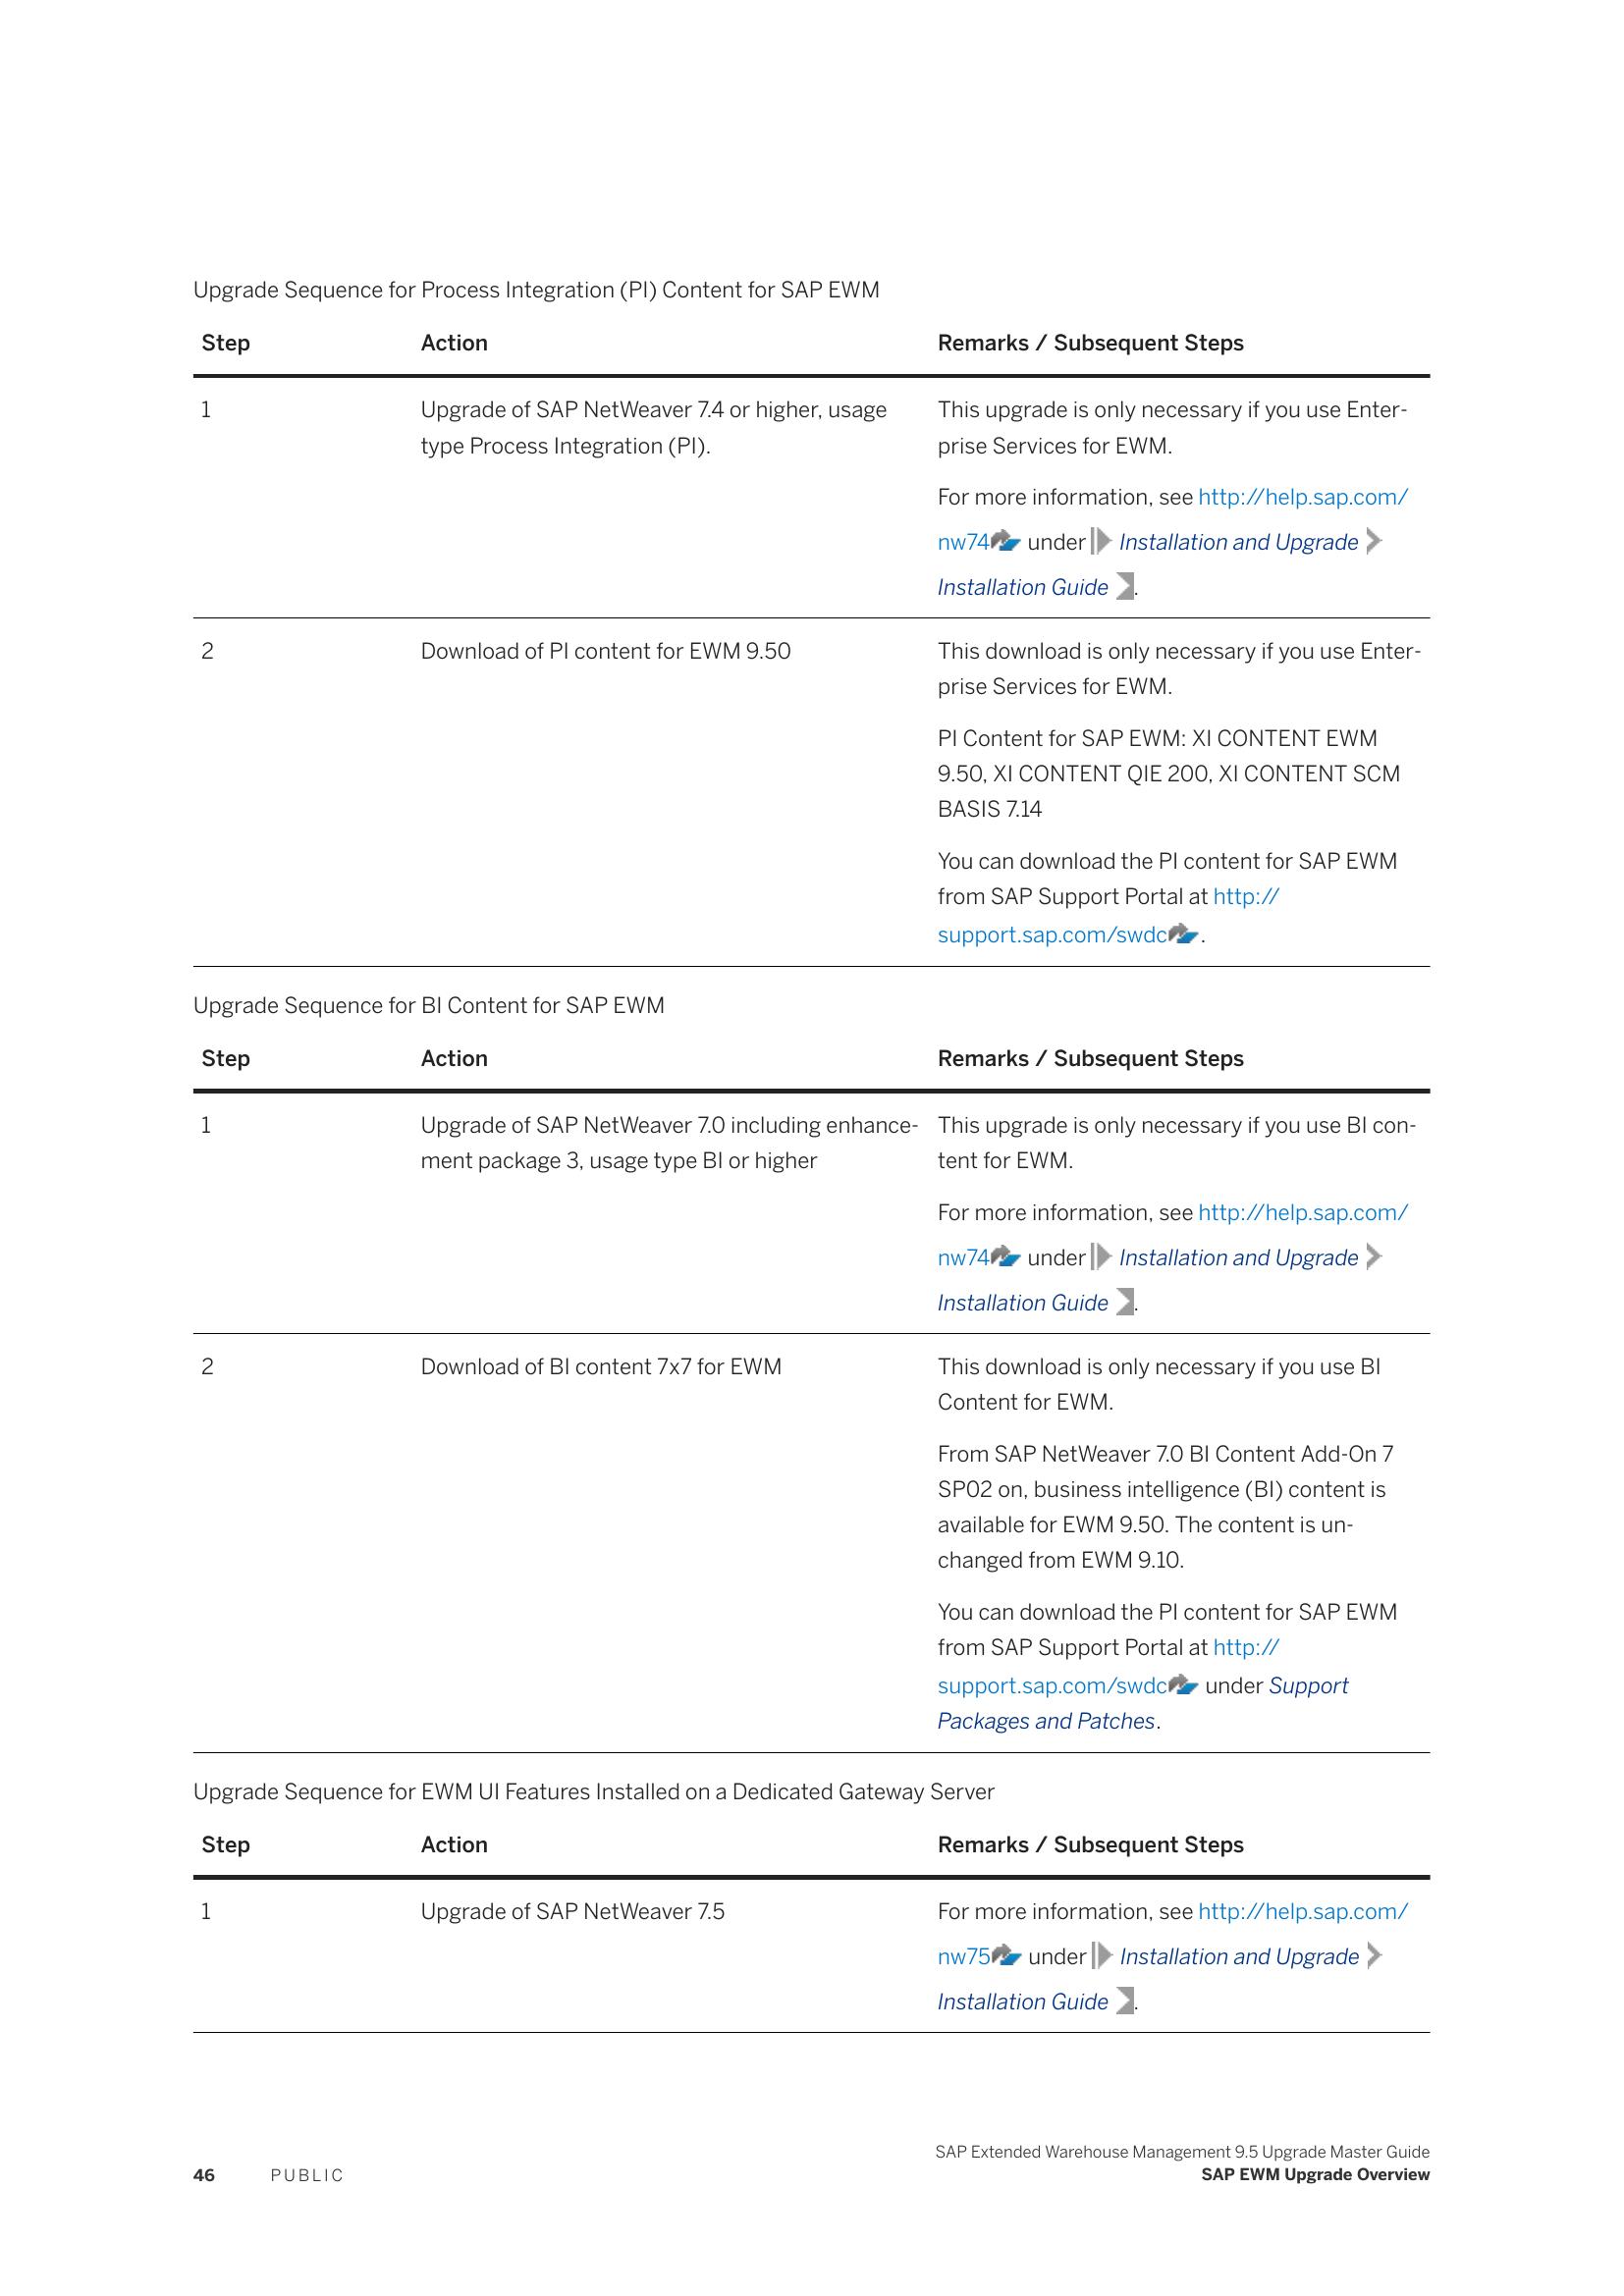 Upgrade Sequence for Process Integration (PI) Content for SAP EWM
Step Action Remarks / Subsequent Steps
1 Upgrade of SAP NetWeaver 7.4 or higher, usage This upgrade is only necessary if you use Enter-
type Process Integration (PI). prise Services for EWM.
For more information, see http://help.sap.com/
nw74 under Installation and Upgrade
Installation Guide .
2 Download of PI content for EWM 9.50 This download is only necessary if you use Enter-
prise Services for EWM.
PI Content for SAP EWM: XI CONTENT EWM
9.50, XI CONTENT QIE 200, XI CONTENT SCM
BASIS 7.14
You can download the PI content for SAP EWM
from SAP Support Portal at http://
support.sap.com/swdc .
Upgrade Sequence for BI Content for SAP EWM
Step Action Remarks / Subsequent Steps
1 Upgrade of SAP NetWeaver 7.0 including enhance- This upgrade is only necessary if you use BI con-
ment package 3, usage type BI or higher tent for EWM.
For more information, see http://help.sap.com/
nw74 under Installation and Upgrade
Installation Guide .
2 Download of BI content 7x7 for EWM This download is only necessary if you use BI
Content for EWM.
From SAP NetWeaver 7.0 BI Content Add-On 7
SP02 on, business intelligence (BI) content is
available for EWM 9.50. The content is un-
changed from EWM 9.10.
You can download the PI content for SAP EWM
from SAP Support Portal at http://
support.sap.com/swdc under Support
Packages and Patches.
Upgrade Sequence for EWM UI Features Installed on a Dedicated Gateway Server
Step Action Remarks / Subsequent Steps
1 Upgrade of SAP NetWeaver 7.5 For more information, see http://help.sap.com/
nw75 under Installation and Upgrade
Installation Guide .
SAP Extended Warehouse Management 9.5 Upgrade Master Guide
46 PUBLIC SAP EWM Upgrade Overview